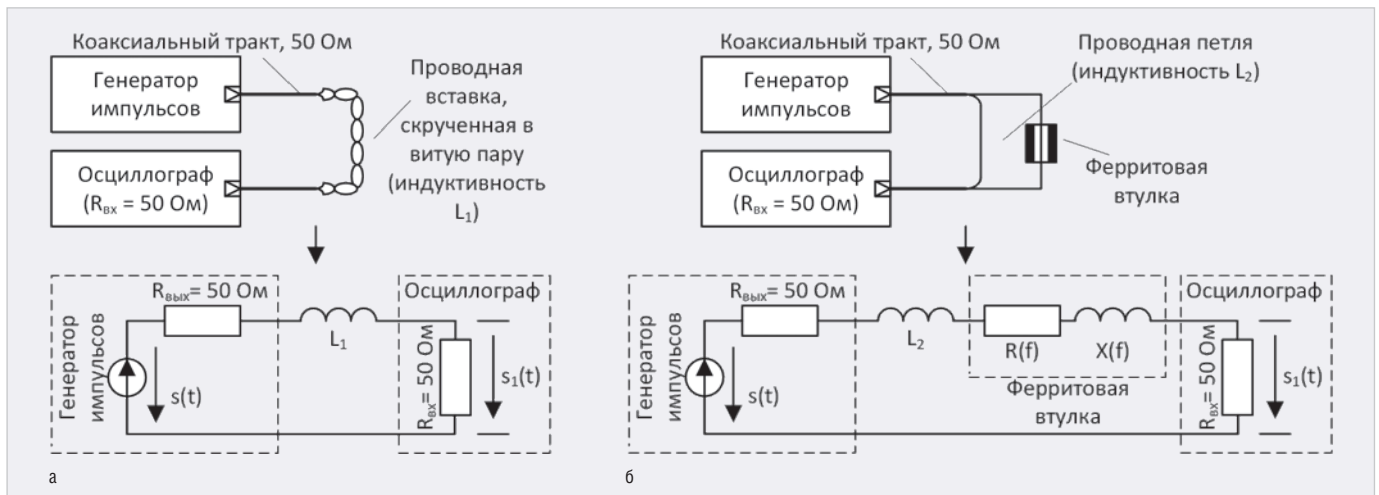 Коаксиальный тракт, 50 Ом
Генератор
импульсов
Осциллограф
(Rвх = 50 Ом)
Проводная
вставка,
скрученная в
витую пару
(индуктивность
L1)
Генератор
импульсов
s(t)
Rвых= 50 Ом
L1
Осциллограф
Rвх= 50 Ом
s1(t)
а
Коаксиальный тракт, 50 Ом
Генератор
импульсов
Осциллограф
(Rвх = 50 Ом)
Проводная петля
(индуктивность L2)
Ферритовая
втулка
Генератор
импульсов
s(t)
Rвых= 50 Ом
L2
R(f)
X(f)
Ферритовая
втулка
Осциллограф
Rвх= 50 Ом
s1(t)
б